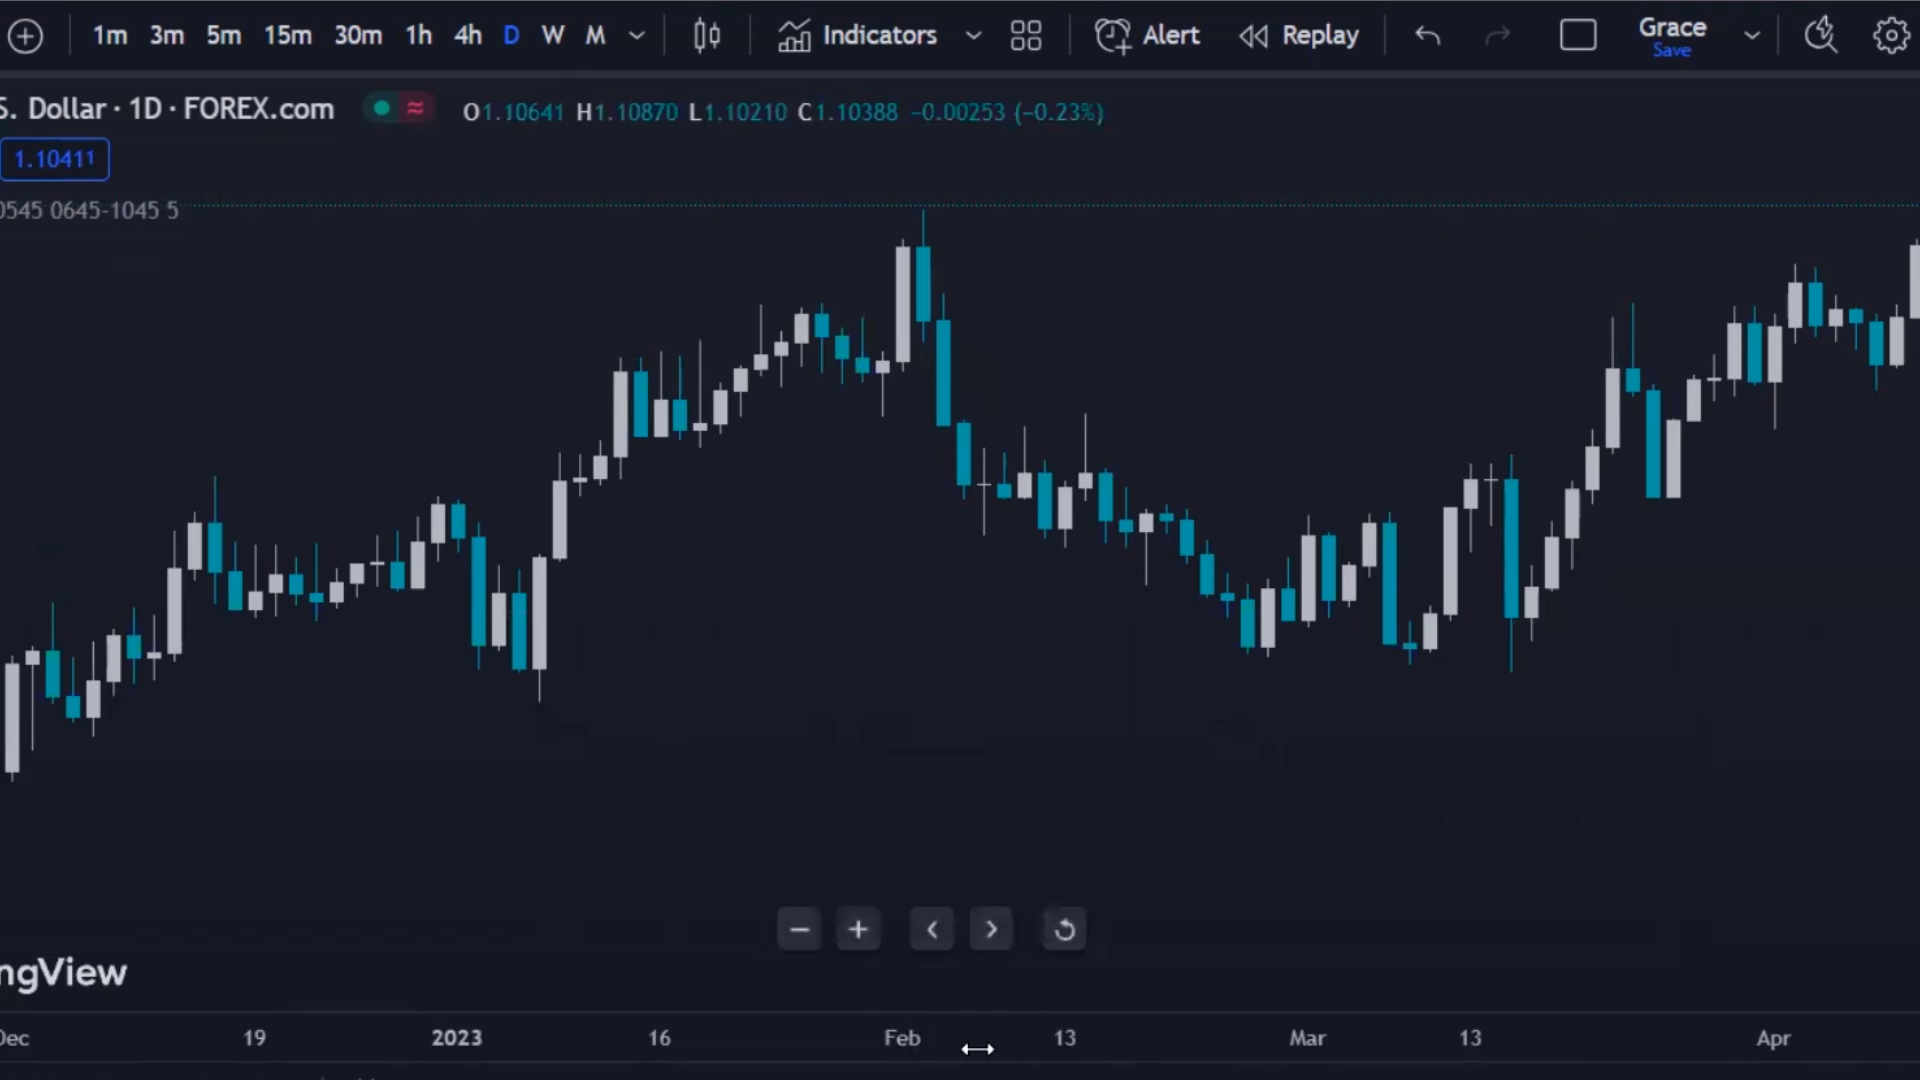 1m 3m 5m 15m 30m 1h 4h D W M Indicators Alert Replay Grace
Save
S. Dollar · 1D · FOREX.com O1.10641 H1.10870 L1.10210 C1.10388 −0.00253 (−0.23%)
1.10411
0545 0645-1045 5
ngView
Dec 19 2023 16 Feb 13 Mar 13 Apr